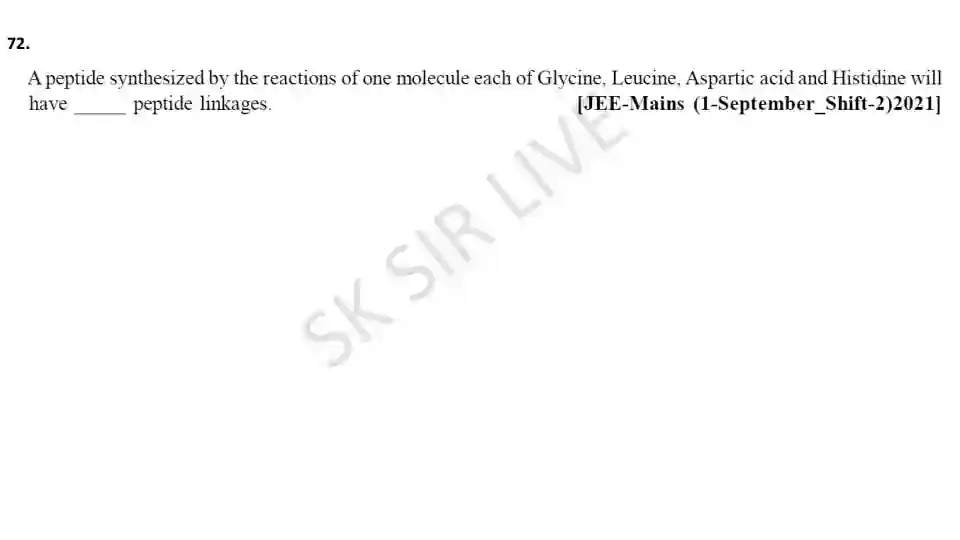 72.
A peptide synthesized by the reactions of one molecule each of Glycine, Leucine, Aspartic acid and Histidine will
have _____ peptide linkages. [JEE-Mains (1-September_Shift-2)2021]
SK SIR LIVE